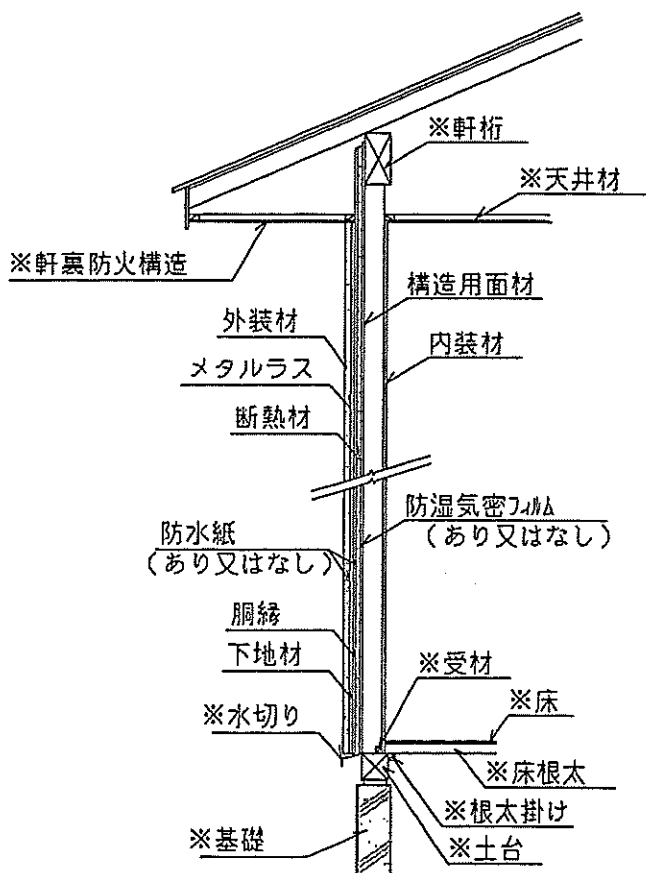 ※軒桁
※天井材
※軒裏防火構造
構造用面材
外装材
内装材
メタルラス
断熱材
防湿気密フィルム
(あり又はなし)
防水紙
(あり又はなし)
胴縁
下地材
※受材
※水切り
※床
※床根太
※根太掛け
※基礎
※土台